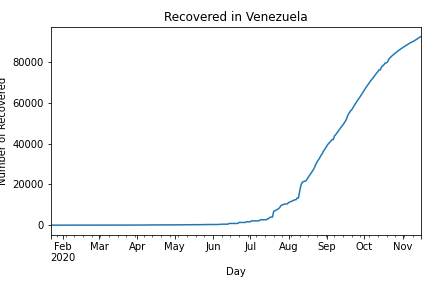 Recovered in Venezuela
Number of Recovered
80000
60000
40000
20000
0
Feb Mar Apr May Jun Jul Aug Sep Oct Nov
2020
Day